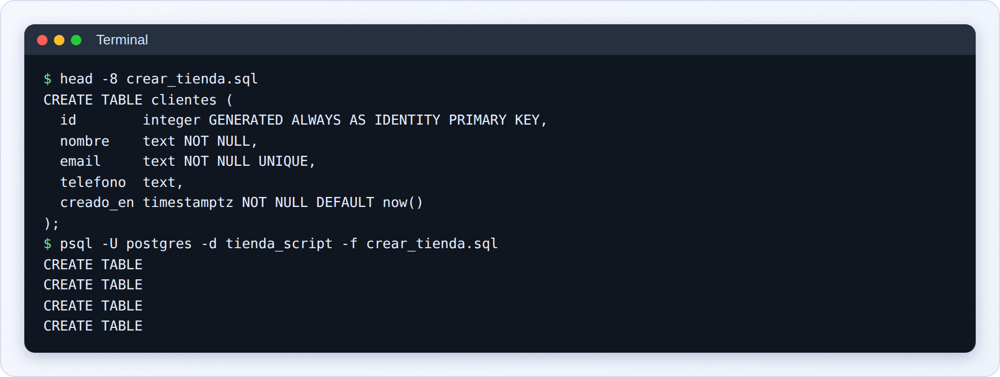 Terminal
$ head -8 crear_tienda.sql
CREATE TABLE clientes (
  id        integer GENERATED ALWAYS AS IDENTITY PRIMARY KEY,
  nombre    text NOT NULL,
  email     text NOT NULL UNIQUE,
  telefono  text,
  creado_en timestamptz NOT NULL DEFAULT now()
);
$ psql -U postgres -d tienda_script -f crear_tienda.sql
CREATE TABLE
CREATE TABLE
CREATE TABLE
CREATE TABLE